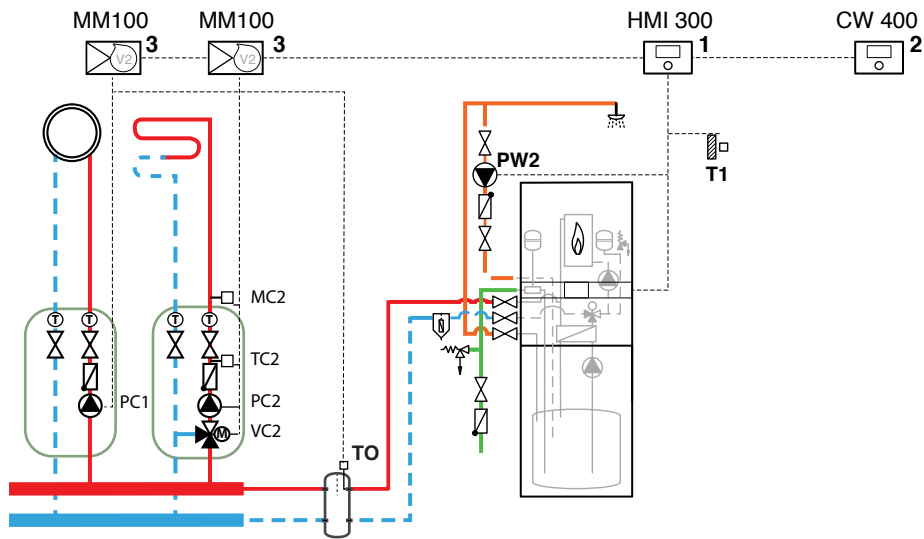 MM100 MM100 HMI 300 CW 400
3 3 1 2
V2 V2
PW2
T1
MC2
T T T T
TC2
PC1 PC2
VC2
M
TO